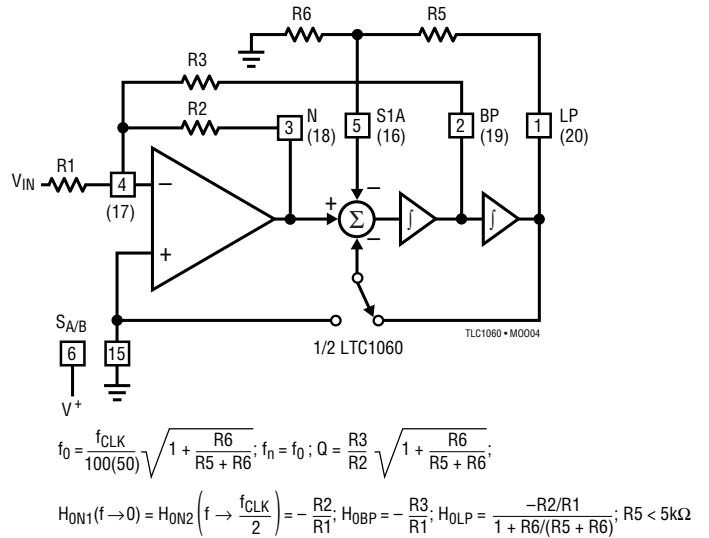 R6
R5
R3
R2
N
3
(18)
S1A
5
(16)
BP
2
(19)
LP
1
(20)
R1
VIN
4
(17)
−
+
+
Σ
−
−
∫
∫
SA/B
6
15
V+
1/2 LTC1060
TLC1060 • M0004
f0 = fCLK/100(50) √(1 + R6/(R5 + R6)); fn = f0 ; Q = R3/R2 √(1 + R6/(R5 + R6));
H0N1(f →0) = H0N2(f → fCLK/2) = − R2/R1; H0BP = − R3/R1; H0LP = −R2/R1/(1 + R6/(R5 + R6)); R5 < 5kΩ